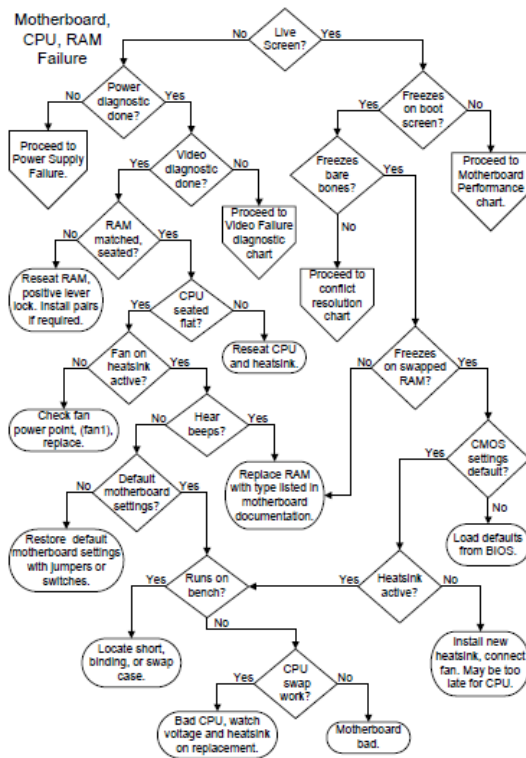 Motherboard,
CPU, RAM
Failure
Live
Screen?
No
Yes
Power
diagnostic
done?
No
Yes
Freezes
on boot
screen?
Yes
No
Proceed to
Power Supply
Failure.
Video
diagnostic
done?
Yes
No
Freezes
bare
bones?
Yes
No
Proceed to
Motherboard
Performance
chart.
RAM
matched,
seated?
No
Yes
Proceed to
Video Failure
diagnostic
chart
Proceed to
conflict
resolution
chart
Reseat RAM,
positive lever
lock. Install pairs
if required.
CPU
seated
flat?
Yes
No
Reseat CPU
and heatsink.
Freezes
on swapped
RAM?
No
Yes
Fan on
heatsink
active?
No
Yes
Check fan
power point, (fan1),
replace.
Hear
beeps?
No
Yes
CMOS
settings
default?
Yes
No
Default
motherboard
settings?
No
Yes
Replace RAM
with type listed in
motherboard
documentation.
Load defaults
from BIOS.
Restore default
motherboard settings
with jumpers or
switches.
Runs on
bench?
Yes
No
Heatsink
active?
Yes
No
Locate short,
binding, or swap
case.
CPU
swap
work?
Yes
No
Install new
heatsink, connect
fan. May be too
late for CPU.
Bad CPU, watch
voltage and heatsink
on replacement.
Motherboard
bad.